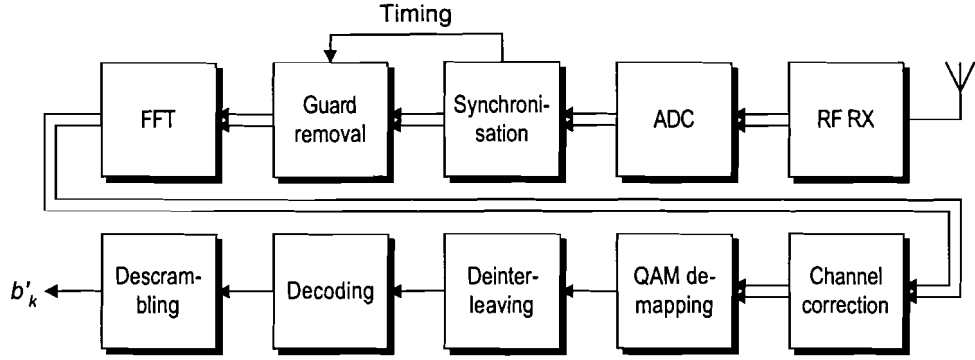 Timing
FFT
Guard
removal
Synchroni-
sation
ADC
RF RX
b'k
Descram-
bling
Decoding
Deinter-
leaving
QAM de-
mapping
Channel
correction